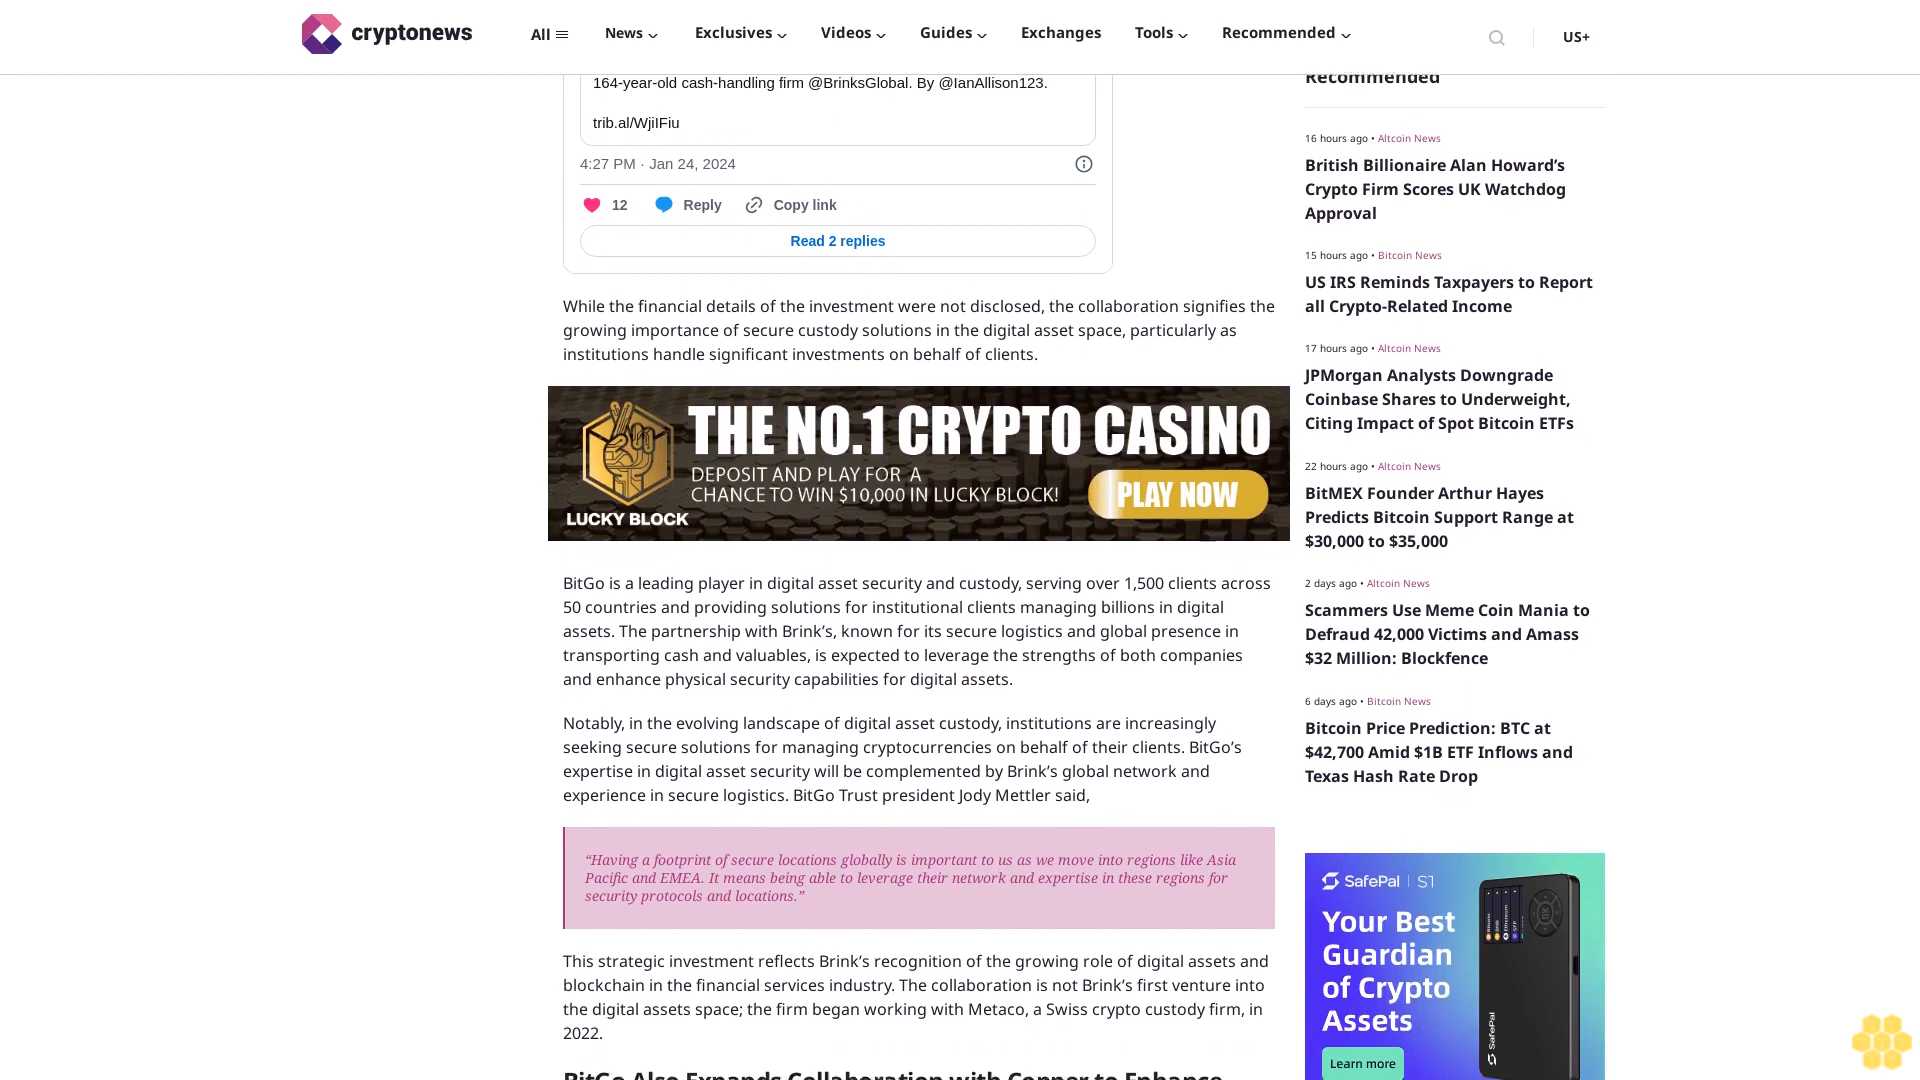 cryptonews
All
News
Exclusives
Videos
Guides
Exchanges
Tools
Recommended
US+
164-year-old cash-handling firm @BrinksGlobal. By @IanAllison123.
trib.al/WjiIFiu
4:27 PM · Jan 24, 2024
12
Reply
Copy link
Read 2 replies
While the financial details of the investment were not disclosed, the collaboration signifies the
growing importance of secure custody solutions in the digital asset space, particularly as
institutions handle significant investments on behalf of clients.
THE NO.1 CRYPTO CASINO
DEPOSIT AND PLAY FOR A
CHANCE TO WIN $10,000 IN LUCKY BLOCK!
PLAY NOW
LUCKY BLOCK
BitGo is a leading player in digital asset security and custody, serving over 1,500 clients across
50 countries and providing solutions for institutional clients managing billions in digital
assets. The partnership with Brink’s, known for its secure logistics and global presence in
transporting cash and valuables, is expected to leverage the strengths of both companies
and enhance physical security capabilities for digital assets.
Notably, in the evolving landscape of digital asset custody, institutions are increasingly
seeking secure solutions for managing cryptocurrencies on behalf of their clients. BitGo’s
expertise in digital asset security will be complemented by Brink’s global network and
experience in secure logistics. BitGo Trust president Jody Mettler said,
“Having a footprint of secure locations globally is important to us as we move into regions like Asia
Pacific and EMEA. It means being able to leverage their network and expertise in these regions for
security protocols and locations.”
This strategic investment reflects Brink’s recognition of the growing role of digital assets and
blockchain in the financial services industry. The collaboration is not Brink’s first venture into
the digital assets space; the firm began working with Metaco, a Swiss crypto custody firm, in
2022.
BitGo Also Expands Collaboration with Copper to Enhance
Recommended
16 hours ago • Altcoin News
British Billionaire Alan Howard’s
Crypto Firm Scores UK Watchdog
Approval
15 hours ago • Bitcoin News
US IRS Reminds Taxpayers to Report
all Crypto-Related Income
17 hours ago • Altcoin News
JPMorgan Analysts Downgrade
Coinbase Shares to Underweight,
Citing Impact of Spot Bitcoin ETFs
22 hours ago • Altcoin News
BitMEX Founder Arthur Hayes
Predicts Bitcoin Support Range at
$30,000 to $35,000
2 days ago • Altcoin News
Scammers Use Meme Coin Mania to
Defraud 42,000 Victims and Amass
$32 Million: Blockfence
6 days ago • Bitcoin News
Bitcoin Price Prediction: BTC at
$42,700 Amid $1B ETF Inflows and
Texas Hash Rate Drop
SafePal | S1
Your Best
Guardian
of Crypto
Assets
Learn more
SafePal